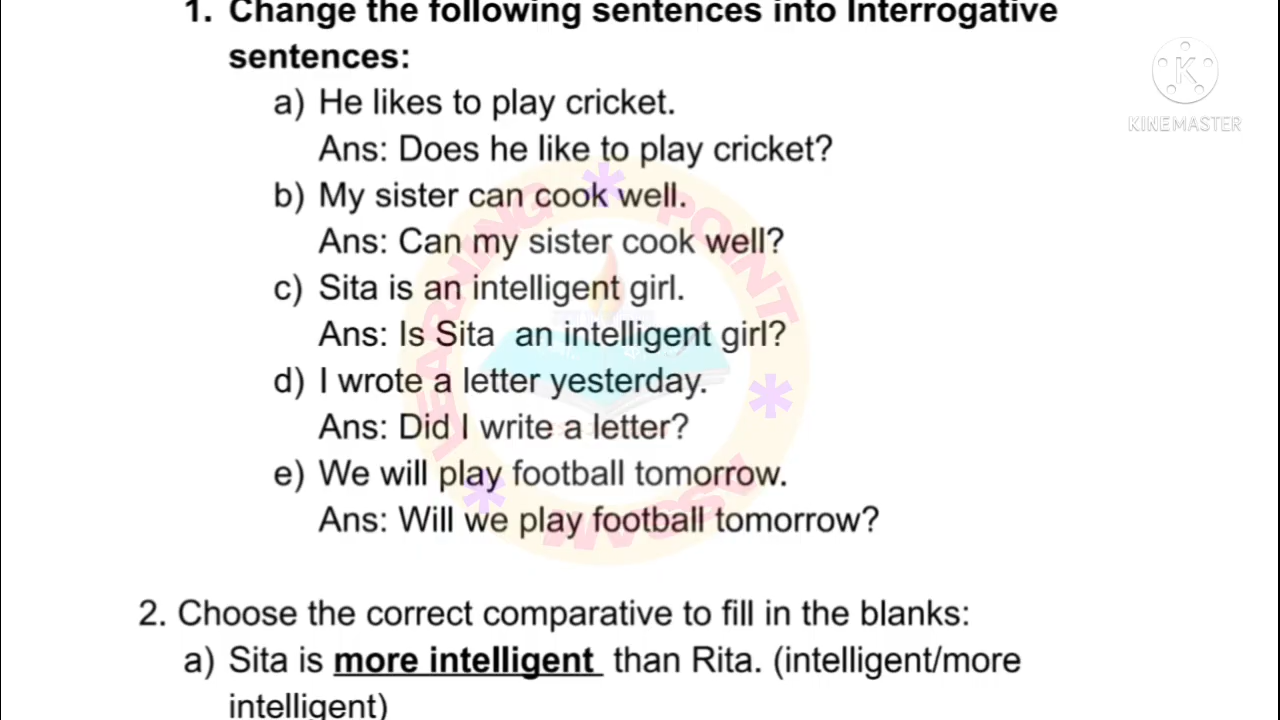 1. Change the following sentences into Interrogative
sentences:
a) He likes to play cricket.
Ans: Does he like to play cricket?
b) My sister can cook well.
Ans: Can my sister cook well?
c) Sita is an intelligent girl.
Ans: Is Sita an intelligent girl?
d) I wrote a letter yesterday.
Ans: Did I write a letter?
e) We will play football tomorrow.
Ans: Will we play football tomorrow?
2. Choose the correct comparative to fill in the blanks:
a) Sita is more intelligent than Rita. (intelligent/more
intelligent)
K
KINEMASTER
LEARNING POINT
ASSAM